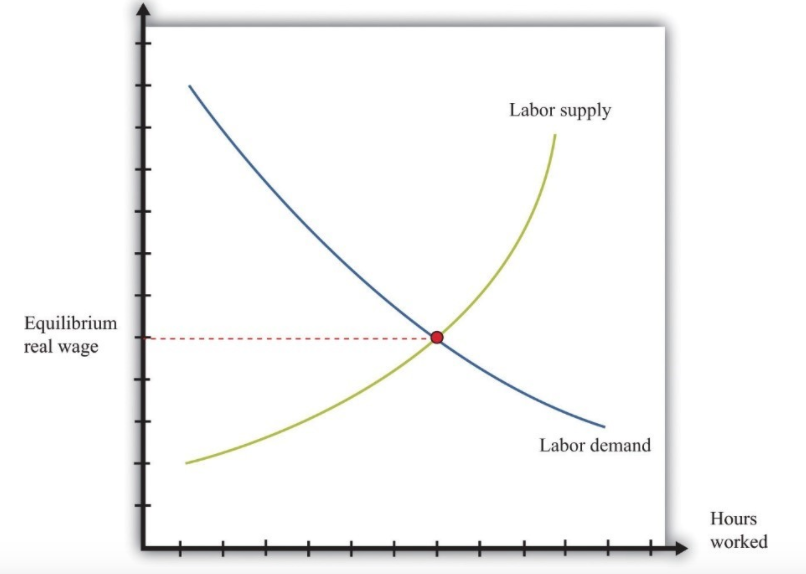 Labor supply
Equilibrium
real wage
Labor demand
Hours
worked